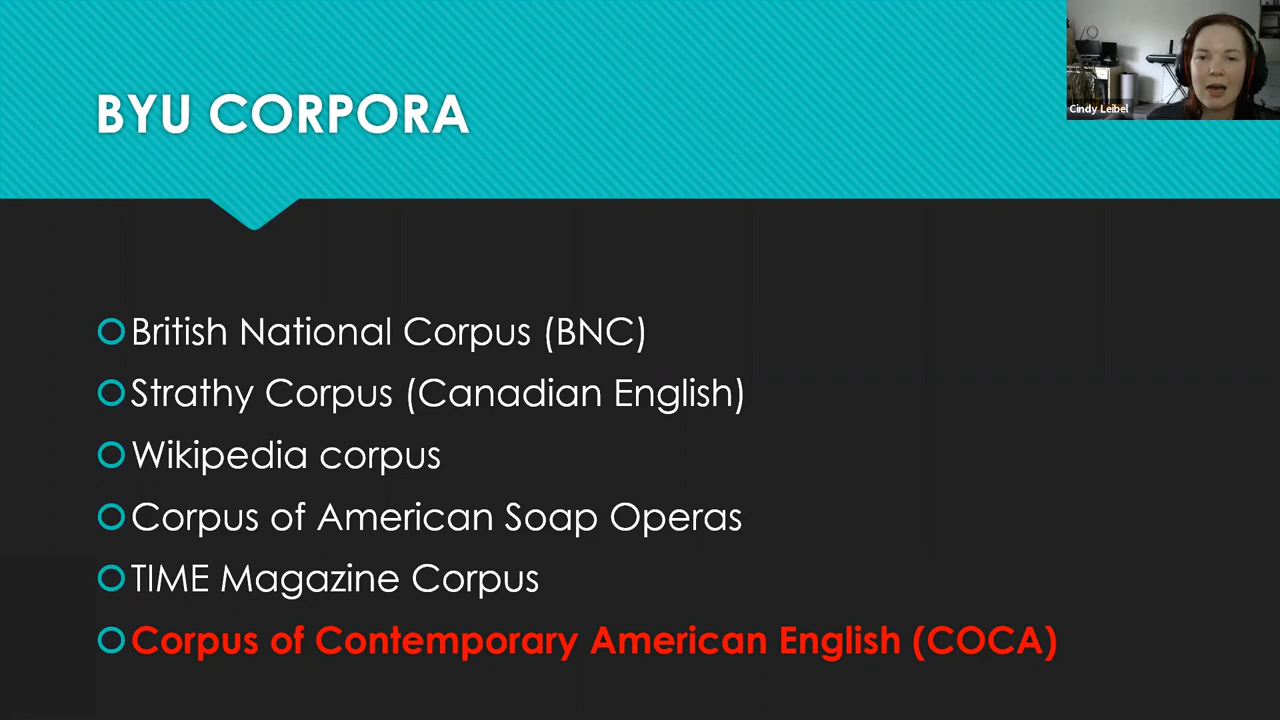 BYU CORPORA
Cindy Leibel
British National Corpus (BNC)
Strathy Corpus (Canadian English)
Wikipedia corpus
Corpus of American Soap Operas
TIME Magazine Corpus
Corpus of Contemporary American English (COCA)